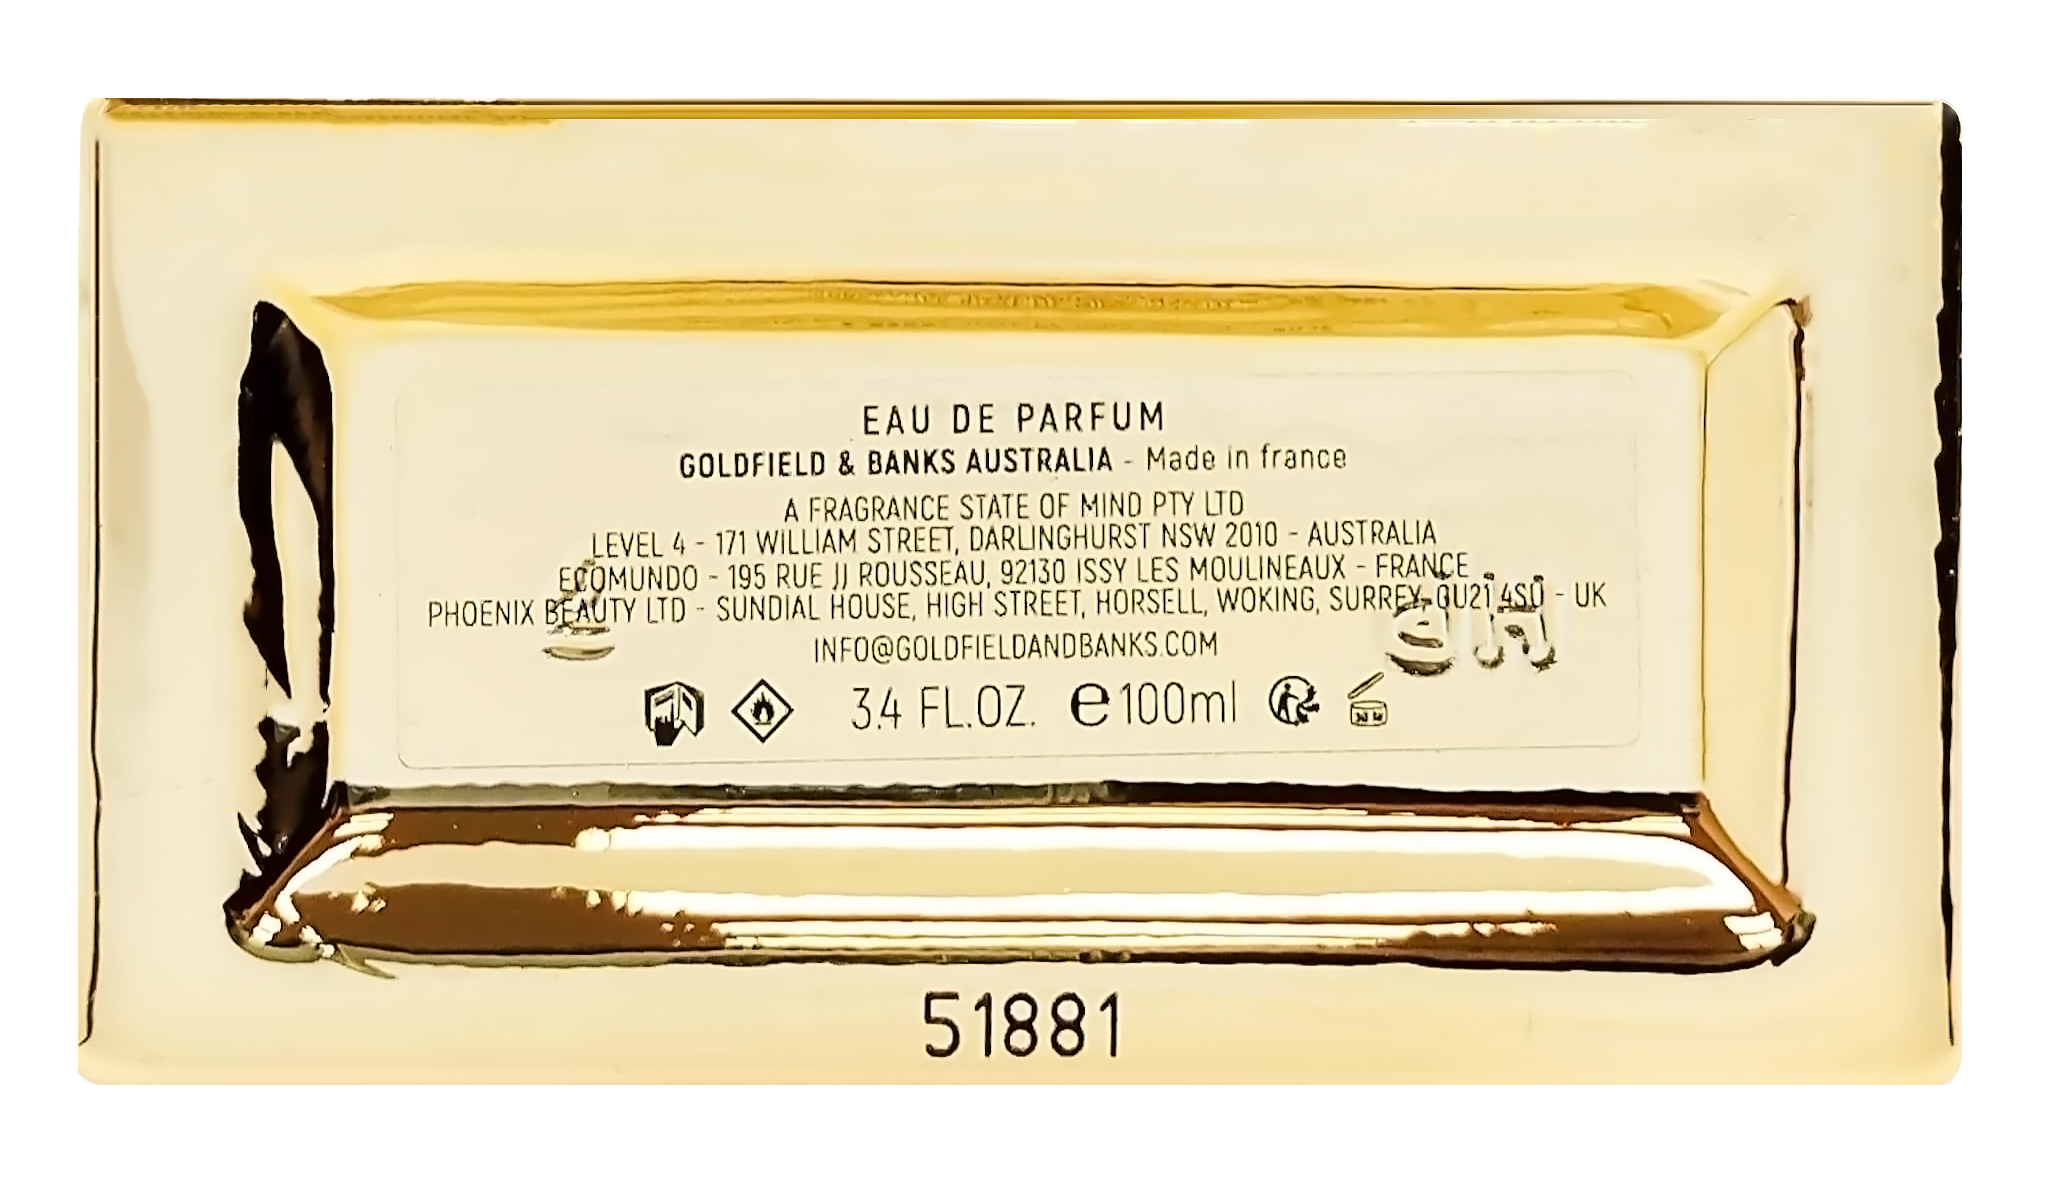 EAU DE PARFUM
GOLDFIELD & BANKS AUSTRALIA - Made in france
A FRAGRANCE STATE OF MIND PTY LTD
LEVEL 4 - 171 WILLIAM STREET, DARLINGHURST NSW 2010 - AUSTRALIA
ECOMUNDO - 195 RUE JJ ROUSSEAU, 92130 ISSY LES MOULINEAUX - FRANCE
PHOENIX BEAUTY LTD - SUNDIAL HOUSE, HIGH STREET, HORSELL, WOKING, SURREY, GU21 4SU - UK
INFO@GOLDFIELDANDBANKS.COM
3.4 FL.OZ. e100ml
51881